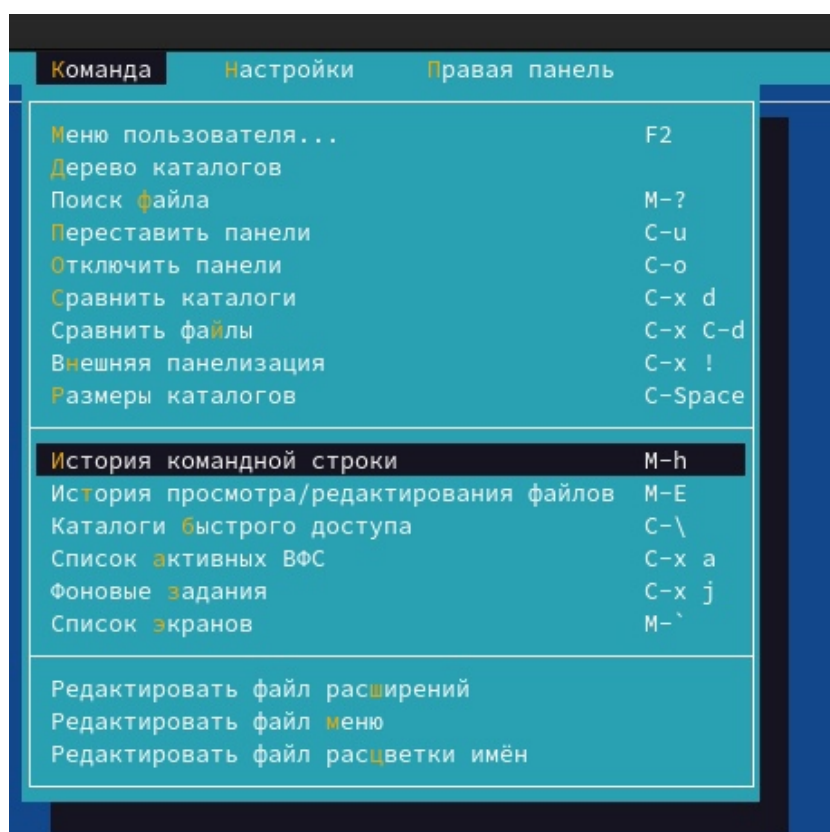 Команда Настройки Правая панель
Меню пользователя... F2
Дерево каталогов
Поиск файла M-?
Переставить панели C-u
Отключить панели C-o
Сравнить каталоги C-x d
Сравнить файлы C-x C-d
Внешняя панелизация C-x !
Размеры каталогов C-Space
История командной строки M-h
История просмотра/редактирования файлов M-E
Каталоги быстрого доступа C-\
Список активных ВФС C-x a
Фоновые задания C-x j
Список экранов M-`
Редактировать файл расширений
Редактировать файл меню
Редактировать файл расцветки имён